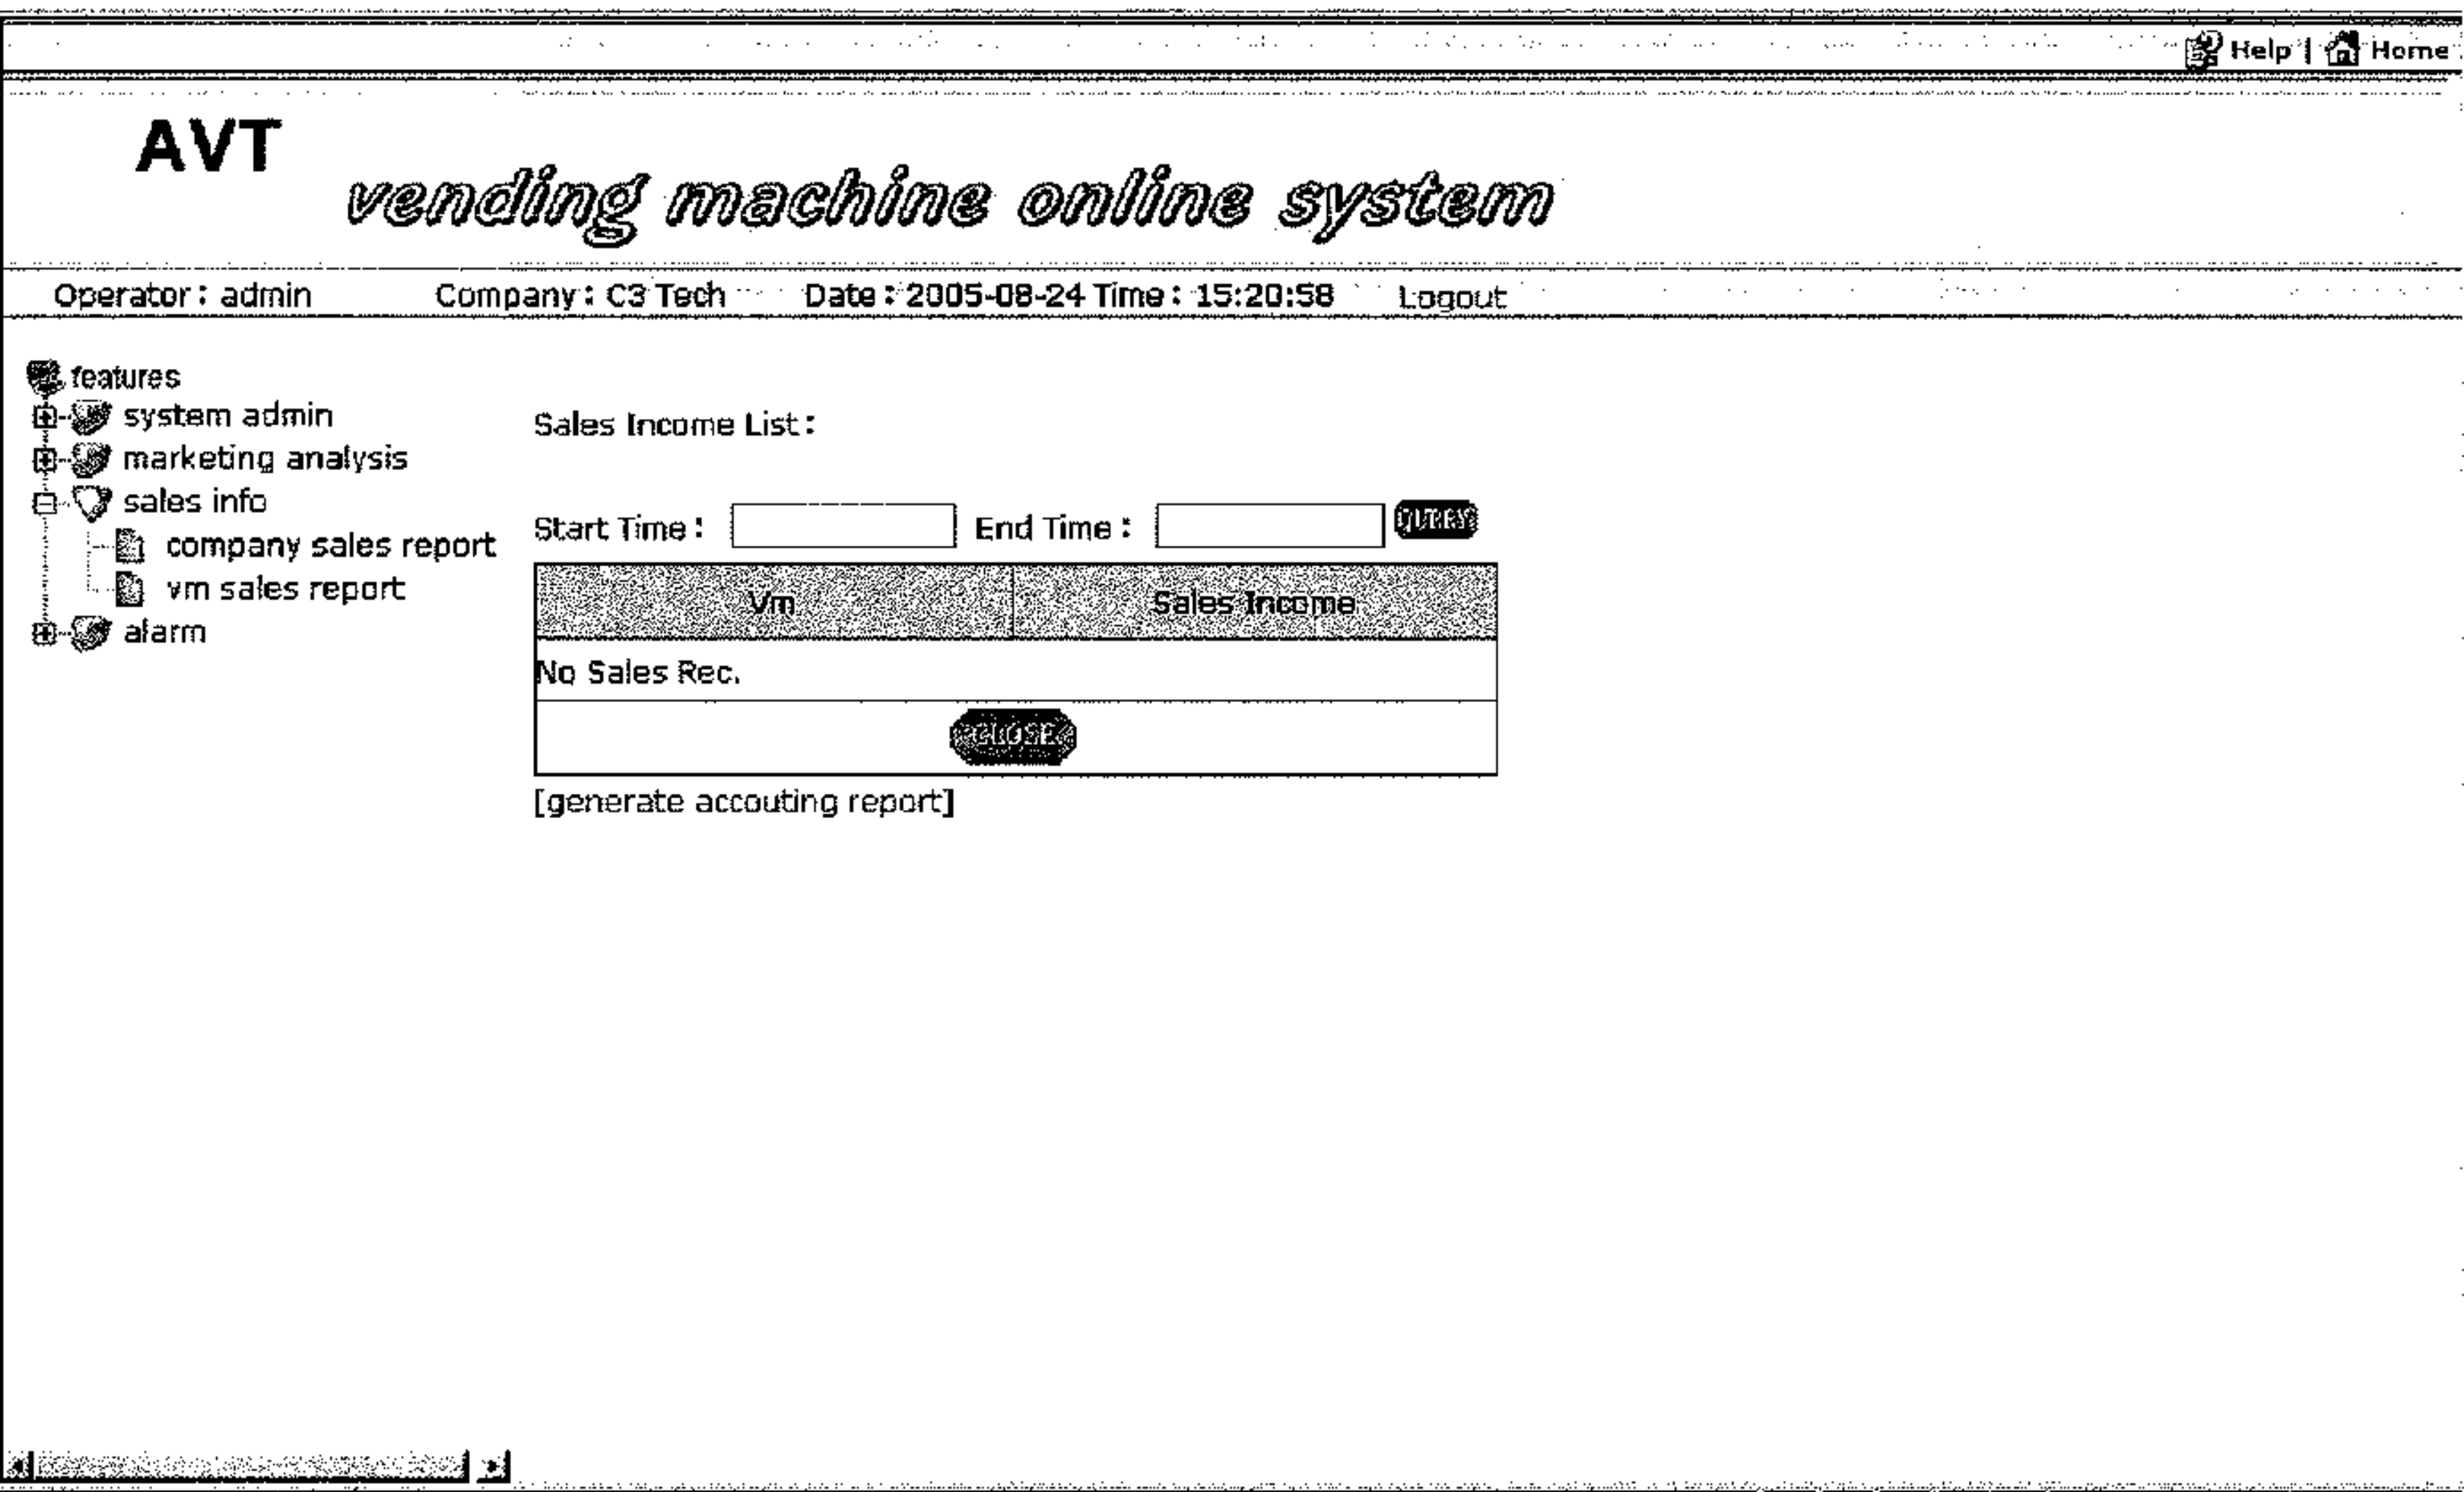 Help | Home
AVT
vending machine online system
Operator: admin Company: C3 Tech Date: 2005-08-24 Time: 15:20:58 Logout
features
system admin
marketing analysis
sales info
company sales report
vm sales report
alarm
Sales Income List:
Start Time: End Time: QUERY
Vm Sales Income
No Sales Rec.
CLOSE
[generate accouting report]